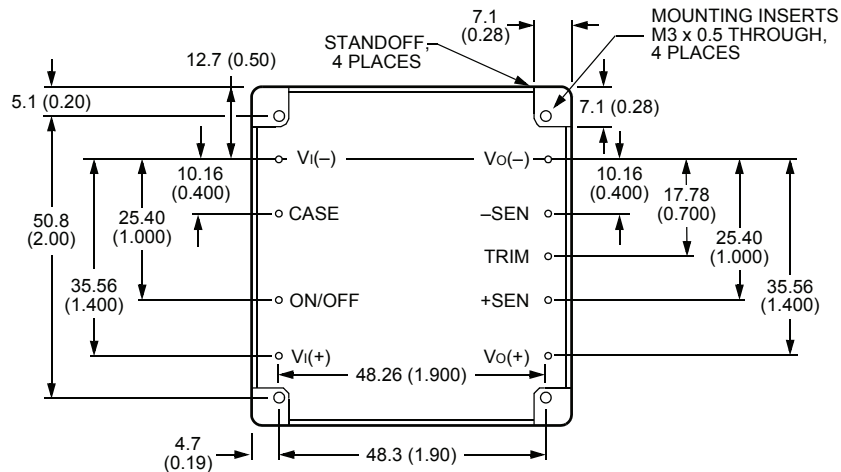 7.1
(0.28)
MOUNTING INSERTS
M3 x 0.5 THROUGH,
4 PLACES
STANDOFF,
4 PLACES
12.7 (0.50)
5.1 (0.20)
7.1 (0.28)
VI(–)
VO(–)
10.16
(0.400)
10.16
(0.400)
17.78
(0.700)
CASE
–SEN
50.8
(2.00)
25.40
(1.000)
25.40
(1.000)
TRIM
35.56
(1.400)
35.56
(1.400)
ON/OFF
+SEN
VI(+)
VO(+)
48.26 (1.900)
4.7
(0.19)
48.3 (1.90)